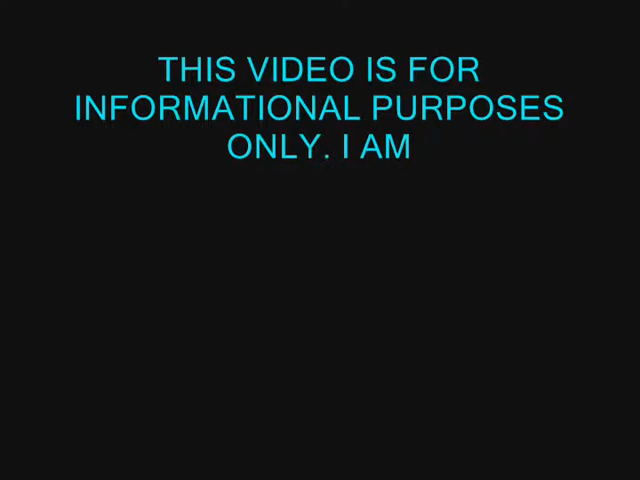 THIS VIDEO IS FOR
INFORMATIONAL PURPOSES
ONLY. I AM